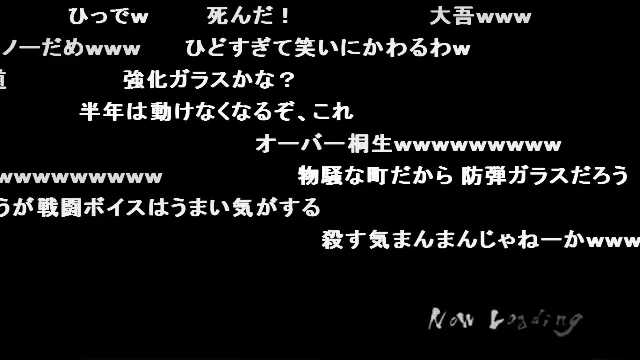 ひっでw 死んだ！ 大吾www
ノーだめwww ひどすぎて笑いにかわるわw
強化ガラスかな？
半年は動けなくなるぞ、これ
オーバー桐生wwwwwwwww
wwwwwwwww 物騒な町だから 防弾ガラスだろう
うが戦闘ボイスはうまい気がする
殺す気まんまんじゃねーかwww
Now Loading